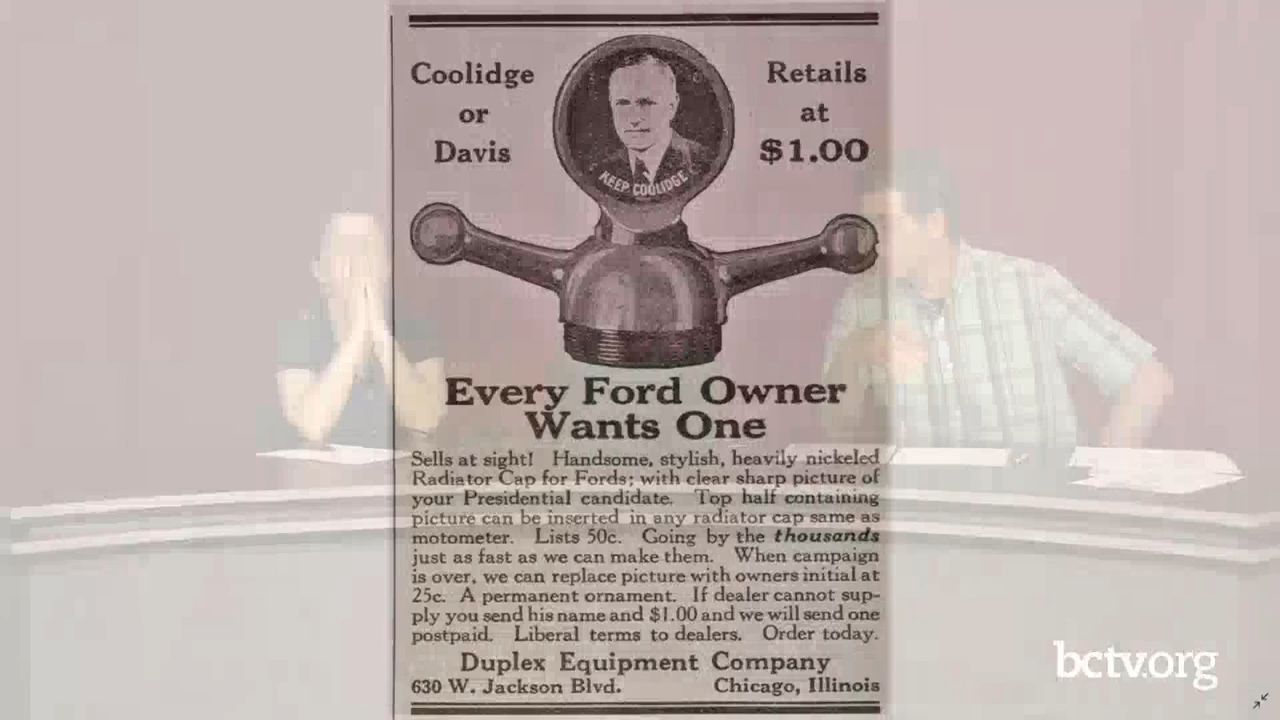 Coolidge
or
Davis
Retails
at
$1.00
KEEP COOLIDGE
Every Ford Owner
Wants One
Sells at sight! Handsome, stylish, heavily nickeled
Radiator Cap for Fords; with clear sharp picture of
your Presidential candidate. Top half containing
picture can be inserted in any radiator cap same as
motometer. Lists 50c. Going by the thousands
just as fast as we can make them. When campaign
is over, we can replace picture with owners initial at
25c. A permanent ornament. If dealer cannot sup-
ply you send his name and $1.00 and we will send one
postpaid. Liberal terms to dealers. Order today.
Duplex Equipment Company
630 W. Jackson Blvd. Chicago, Illinois
bctv.org